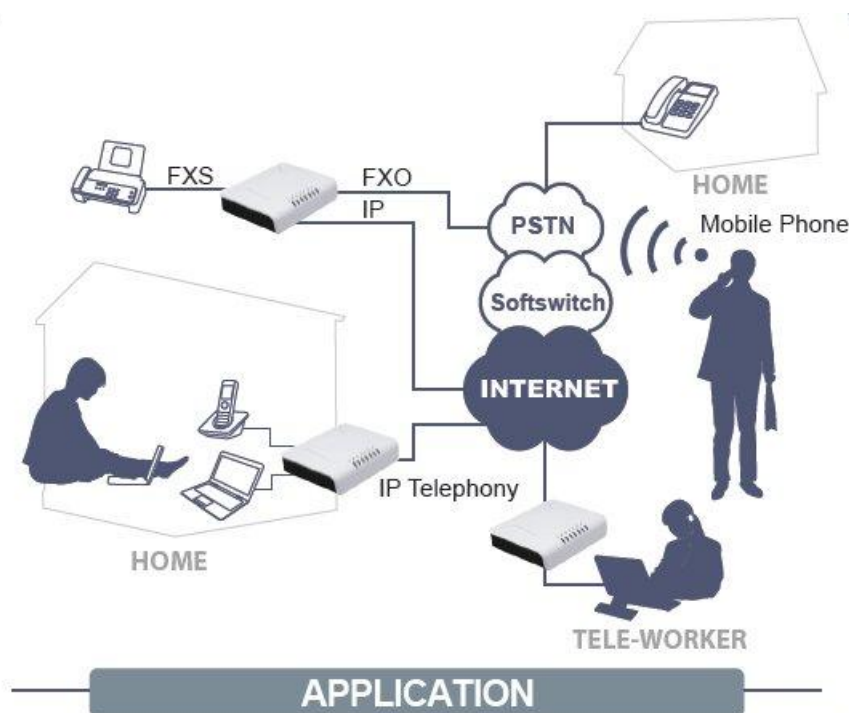 HOME
Mobile Phone
FXS
FXO
IP
PSTN
Softswitch
INTERNET
IP Telephony
HOME
TELE-WORKER
APPLICATION